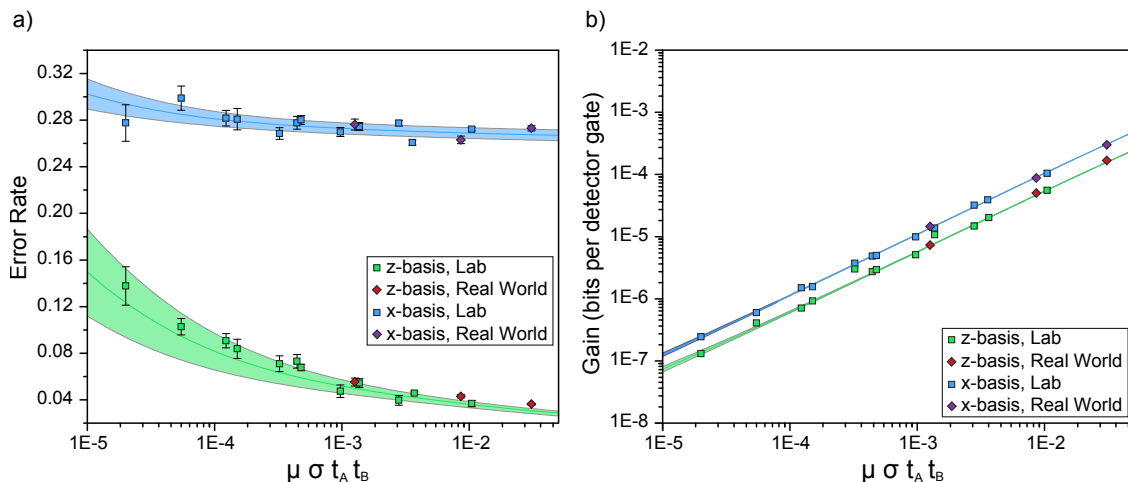 a)
Error Rate
0.32
0.28
0.24
0.20
0.16
0.12
0.08
0.04
1E-5
1E-4
1E-3
1E-2
μ σ t_A t_B
z-basis, Lab
z-basis, Real World
x-basis, Lab
x-basis, Real World
b)
Gain (bits per detector gate)
1E-2
1E-3
1E-4
1E-5
1E-6
1E-7
1E-8
1E-5
1E-4
1E-3
1E-2
μ σ t_A t_B
z-basis, Lab
z-basis, Real World
x-basis, Lab
x-basis, Real World